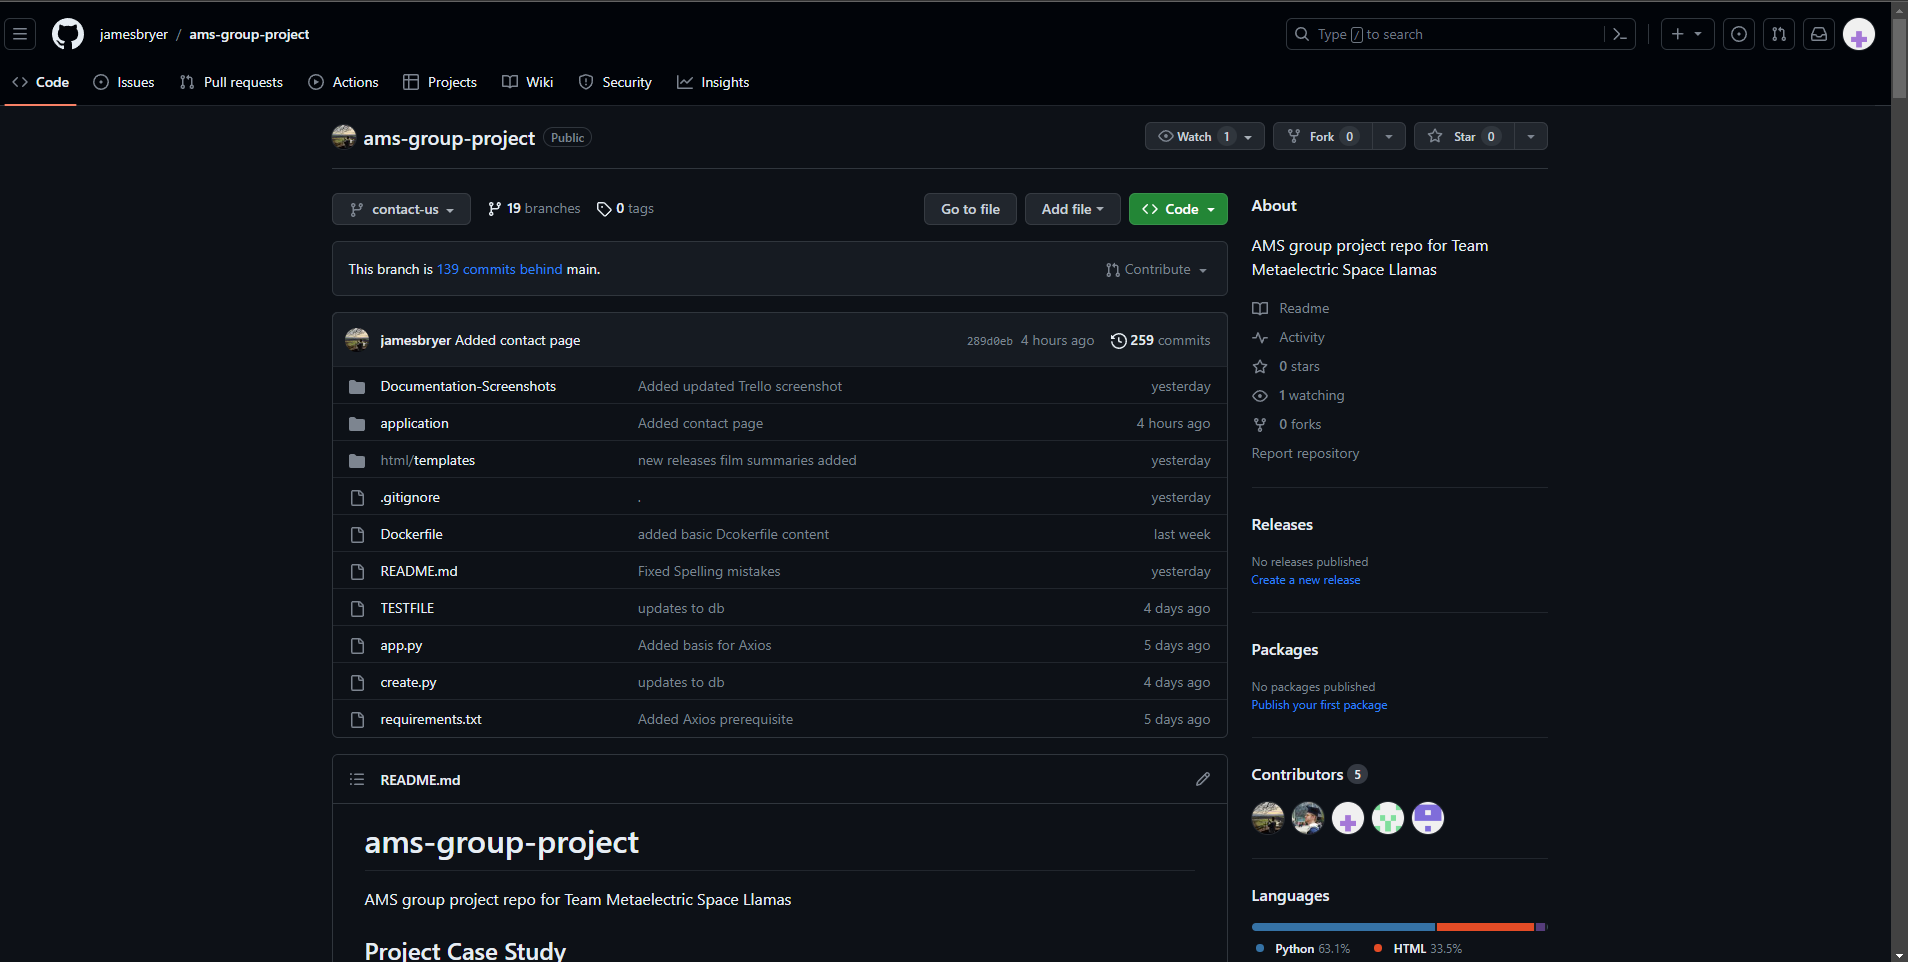 jamesbryer / ams-group-project
Type / to search
Code Issues Pull requests Actions Projects Wiki Security Insights
ams-group-project Public
Watch 1 Fork 0 Star 0
contact-us 19 branches 0 tags Go to file Add file Code
This branch is 139 commits behind main. Contribute
jamesbryer Added contact page 289d0eb 4 hours ago 259 commits
Documentation-Screenshots Added updated Trello screenshot yesterday
application Added contact page 4 hours ago
html/templates new releases film summaries added yesterday
.gitignore . yesterday
Dockerfile added basic Dcokerfile content last week
README.md Fixed Spelling mistakes yesterday
TESTFILE updates to db 4 days ago
app.py Added basis for Axios 5 days ago
create.py updates to db 4 days ago
requirements.txt Added Axios prerequisite 5 days ago
README.md
ams-group-project
AMS group project repo for Team Metaelectric Space Llamas
Project Case Study
About
AMS group project repo for Team
Metaelectric Space Llamas
Readme
Activity
0 stars
1 watching
0 forks
Report repository
Releases
No releases published
Create a new release
Packages
No packages published
Publish your first package
Contributors 5
Languages
Python 63.1% HTML 33.5%